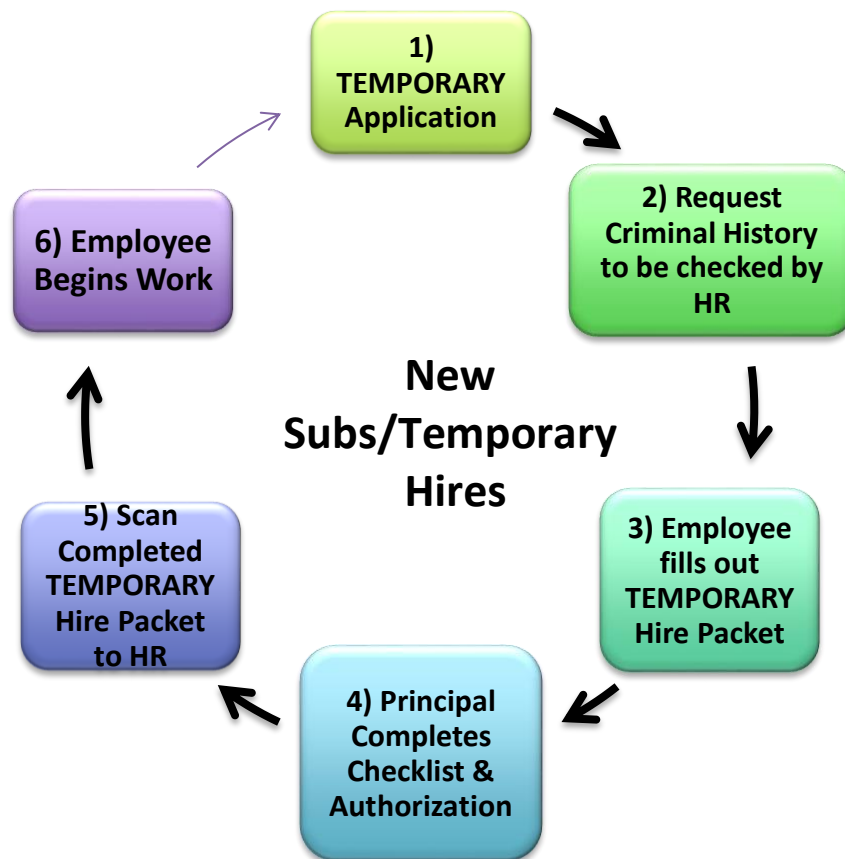 1)
TEMPORARY
Application
2) Request
Criminal History
to be checked by
HR
3) Employee
fills out
TEMPORARY
Hire Packet
4) Principal
Completes
Checklist &
Authorization
5) Scan
Completed
TEMPORARY
Hire Packet
to HR
6) Employee
Begins Work
New
Subs/Temporary
Hires